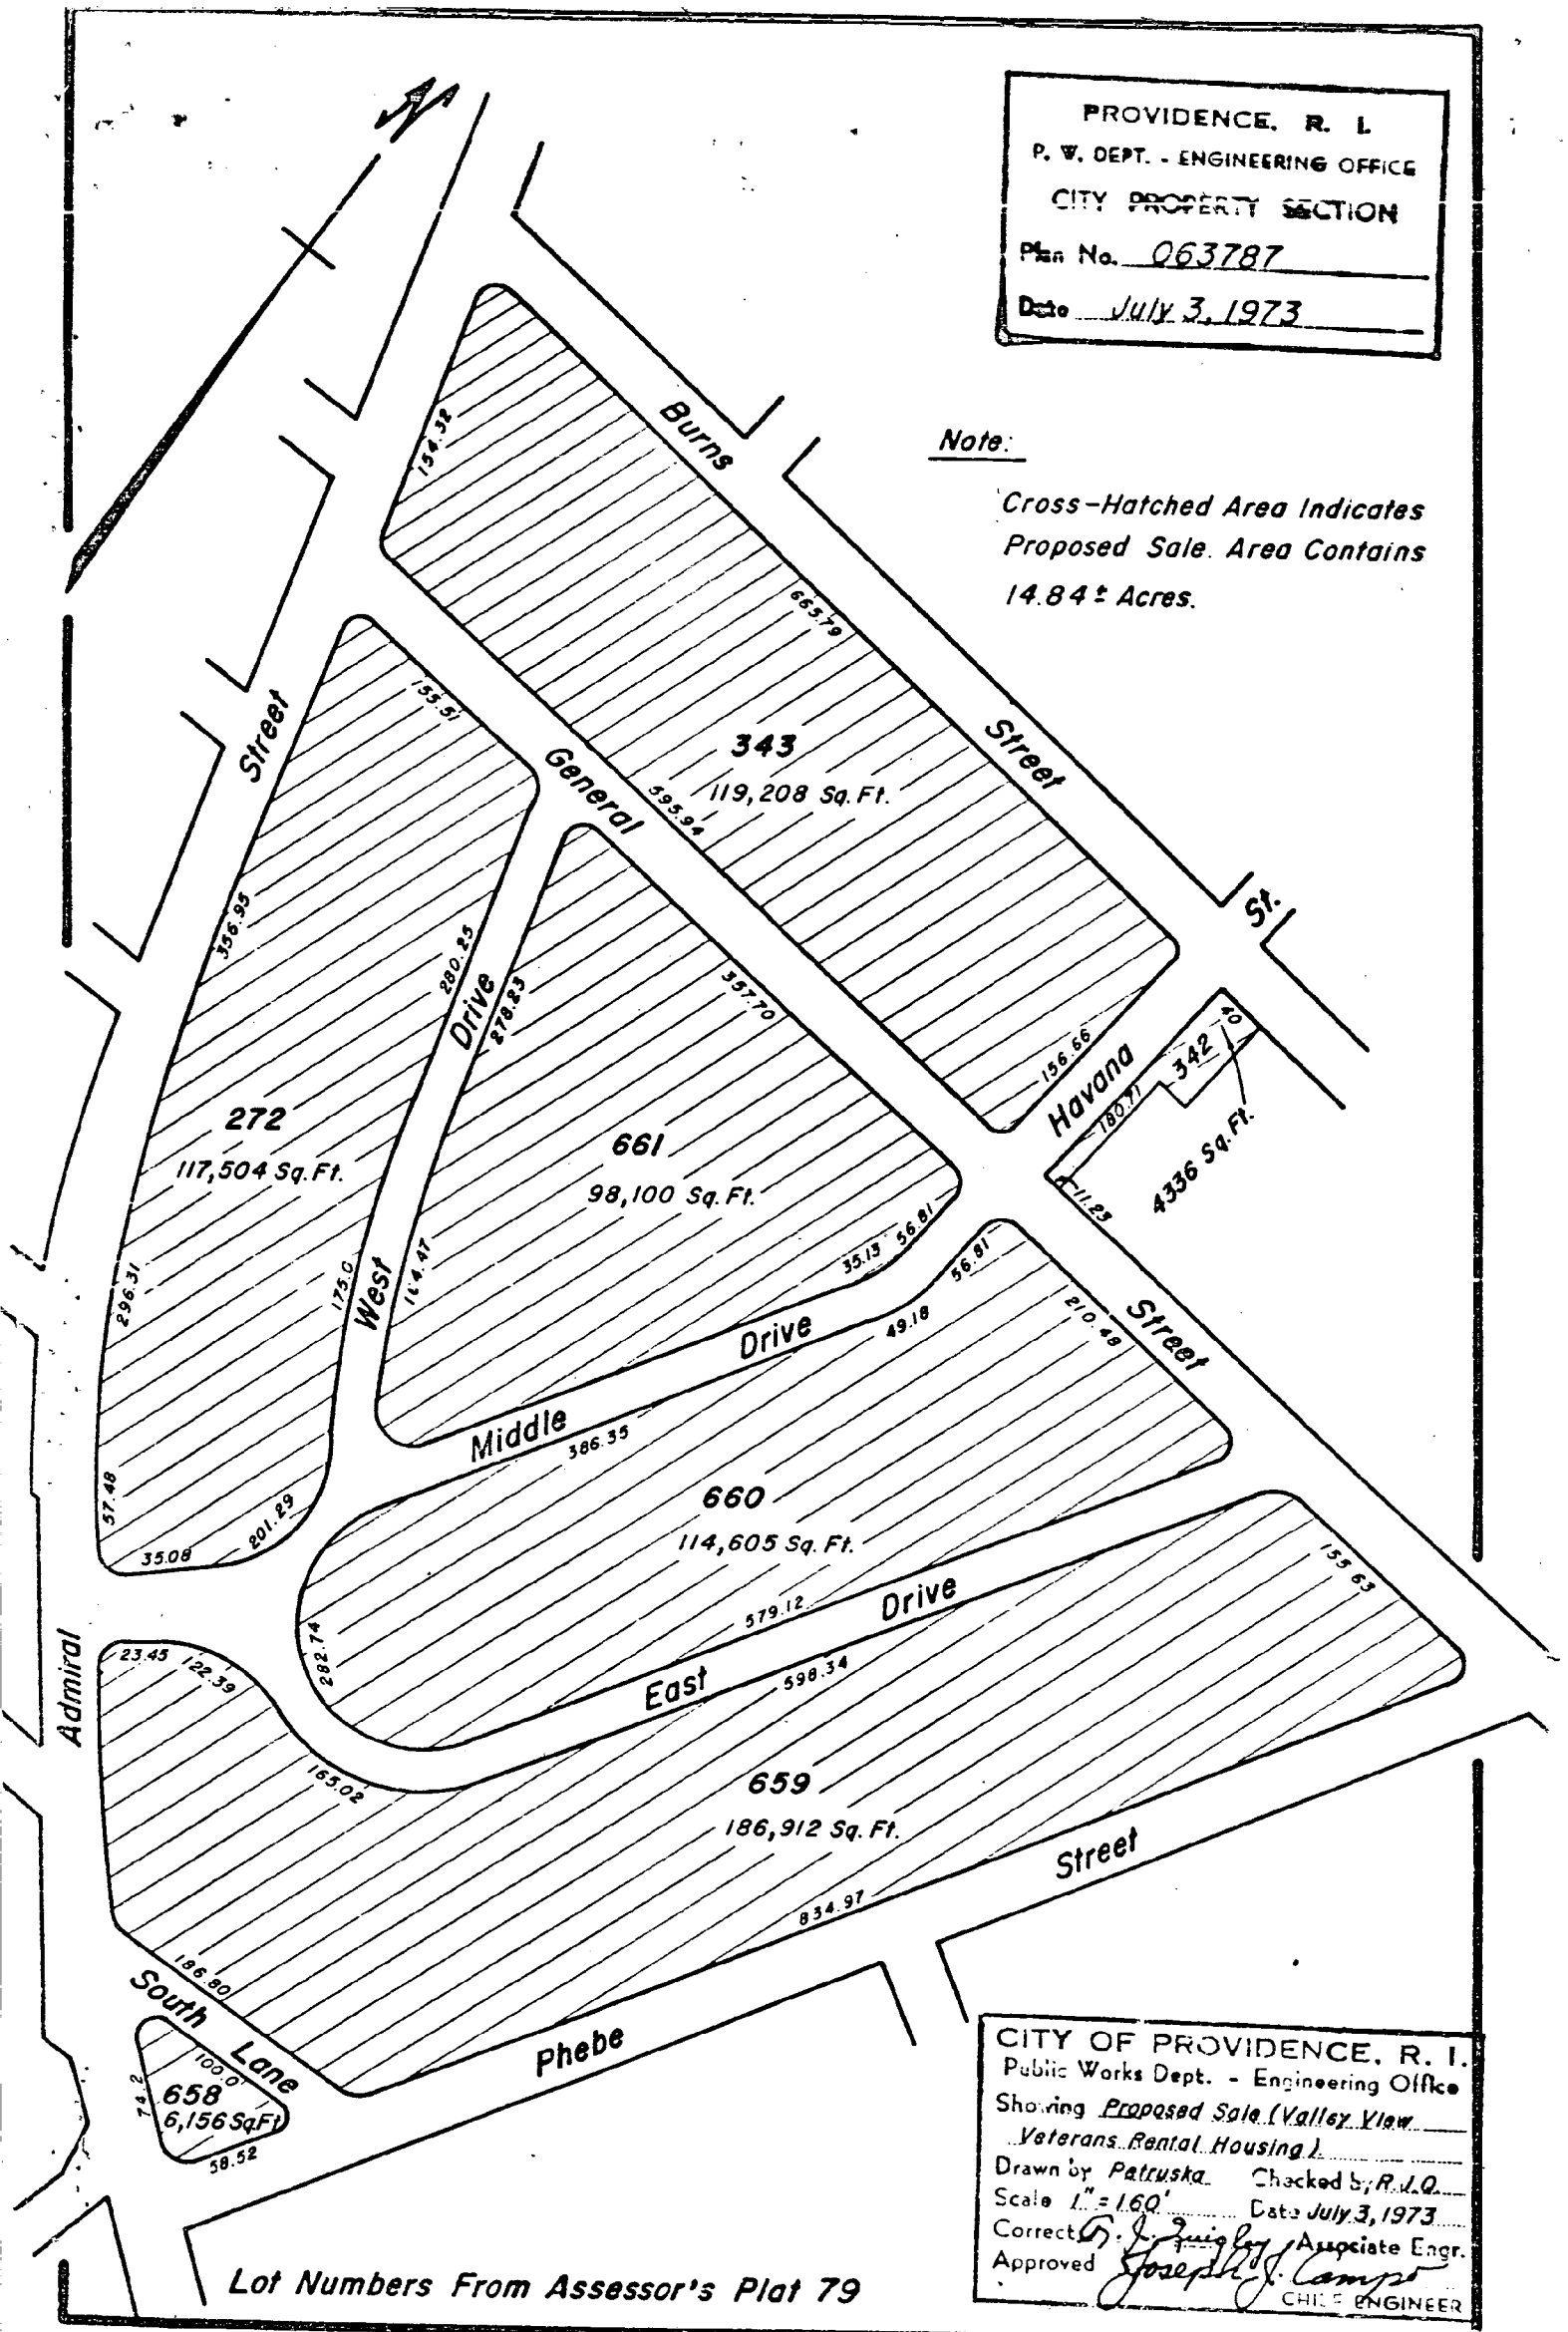 N
PROVIDENCE, R. I.
P. W. DEPT. - ENGINEERING OFFICE
CITY PROPERTY SECTION
Plan No. 063787
Date July 3, 1973
Note:
Cross-Hatched Area Indicates
Proposed Sale. Area Contains
14.84± Acres.
Burns
Street
154.32
665.79
343
119,208 Sq. Ft.
595.94
156.66
General
Street
155.51
Street
356.95
280.25
Drive
278.23
357.70
St.
Havana
40
342
180.71
11.23
4336 Sq. Ft.
272
117,504 Sq. Ft.
661
98,100 Sq. Ft.
296.31
175.0
West
35.13
56.81
56.81
49.18
210.48
Drive
Middle
386.35
57.48
35.08
201.29
660
114,605 Sq. Ft.
579.12
Drive
155.63
282.74
East
598.34
Admiral
23.45
122.39
165.02
659
186,912 Sq. Ft.
834.97
Street
Phebe
186.80
South Lane
100.0
74.2
658
6,156 Sq.Ft
58.52
CITY OF PROVIDENCE, R. I.
Public Works Dept. - Engineering Office
Showing Proposed Sale (Valley View
Veterans Rental Housing)
Drawn by Patruska Checked by R.J.Q.
Scale 1" = 160' Date July 3, 1973
Correct R. J. Quigley Associate Engr.
Approved Joseph J. Campo
CHIEF ENGINEER
Lot Numbers From Assessor's Plat 79